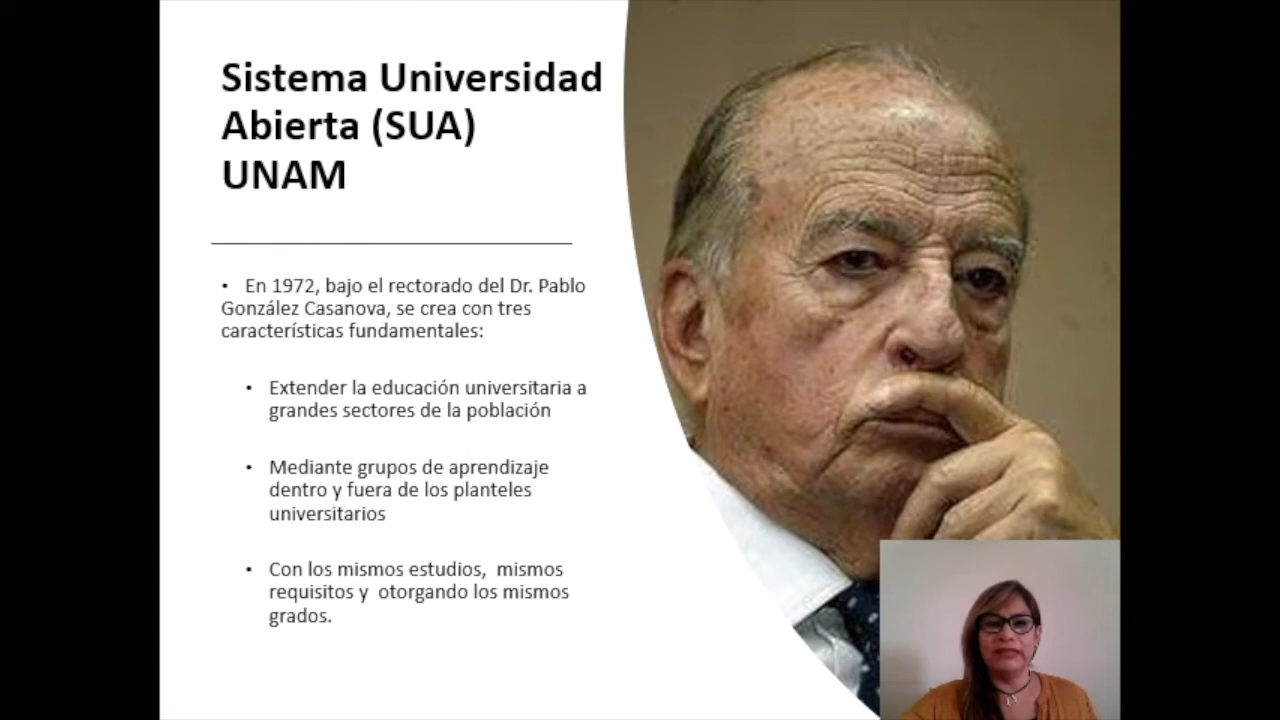 Sistema Universidad
Abierta (SUA)
UNAM
• En 1972, bajo el rectorado del Dr. Pablo
González Casanova, se crea con tres
características fundamentales:
• Extender la educación universitaria a
grandes sectores de la población
• Mediante grupos de aprendizaje
dentro y fuera de los planteles
universitarios
• Con los mismos estudios,  mismos
requisitos y  otorgando los mismos
grados.